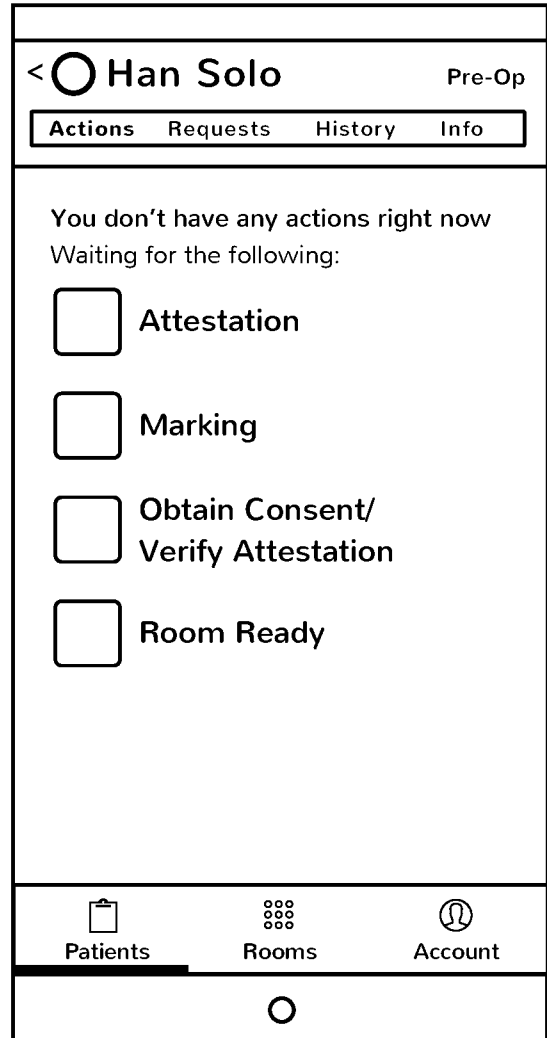 < Han Solo Pre-Op
Actions Requests History Info
You don't have any actions right now
Waiting for the following:
Attestation
Marking
Obtain Consent/
Verify Attestation
Room Ready
Patients Rooms Account